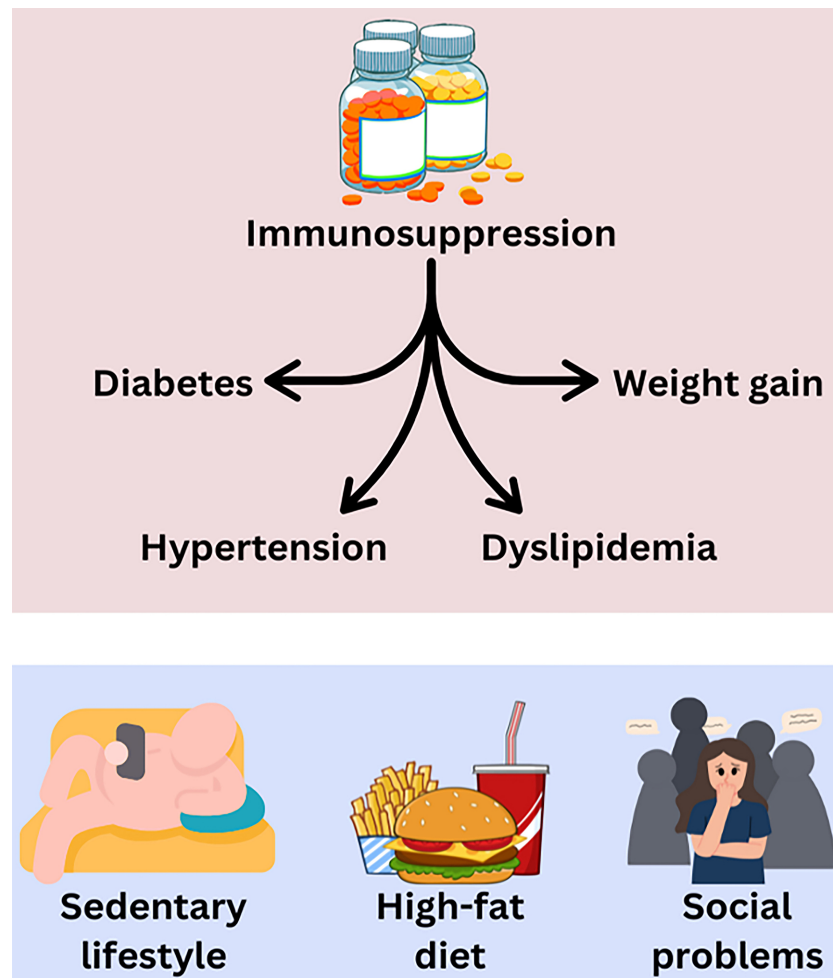 Immunosuppression
Diabetes
Weight gain
Hypertension
Dyslipidemia
Sedentary
lifestyle
High-fat
diet
Social
problems